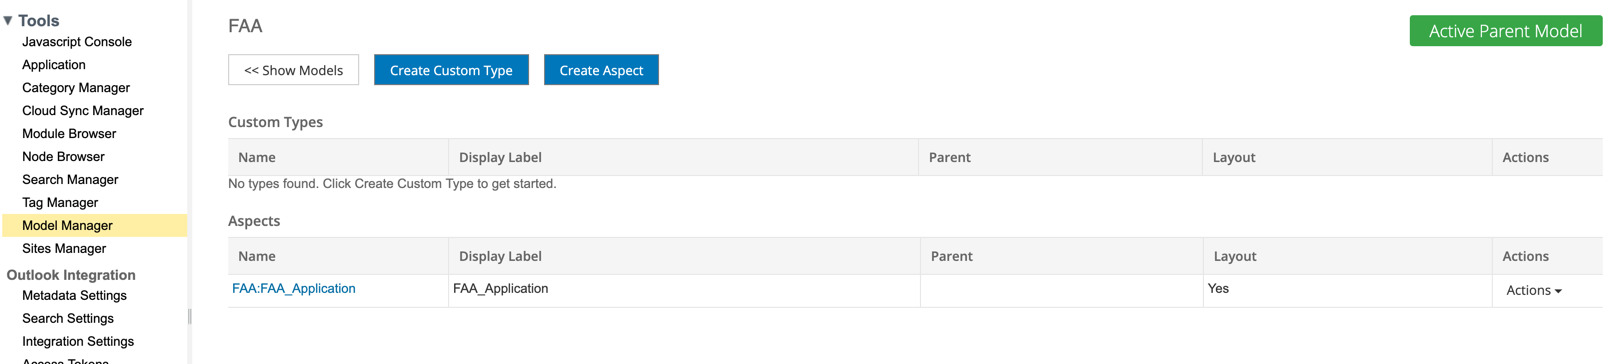 ▼ Tools
Javascript Console
Application
Category Manager
Cloud Sync Manager
Module Browser
Node Browser
Search Manager
Tag Manager
Model Manager
Sites Manager
Outlook Integration
Metadata Settings
Search Settings
Integration Settings
Access Tokens
FAA
Active Parent Model
<< Show Models Create Custom Type Create Aspect
Custom Types
Name Display Label Parent Layout Actions
No types found. Click Create Custom Type to get started.
Aspects
Name Display Label Parent Layout Actions
FAA:FAA_Application FAA_Application Yes Actions